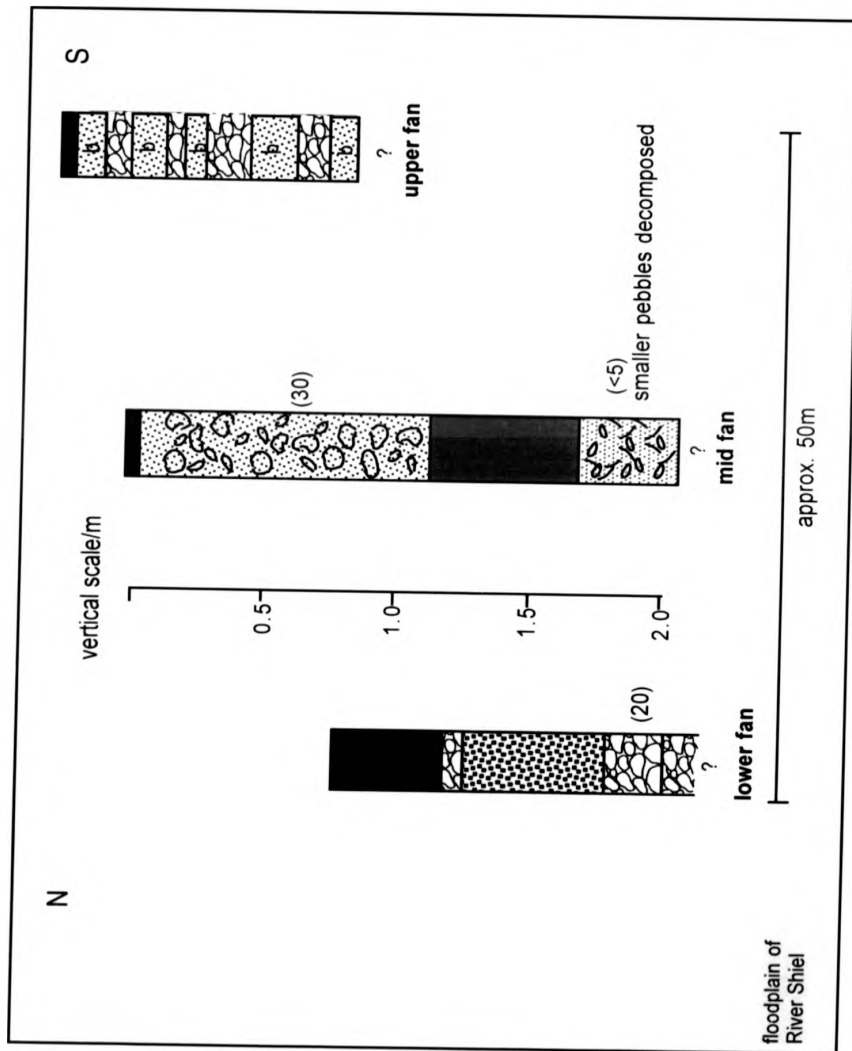 N
S
vertical scale/m
0.5
1.0
1.5
2.0
b
b
b
b
(30)
(20)
(<5)
smaller pebbles decomposed
?
?
?
lower fan
mid fan
upper fan
approx. 50m
floodplain of
River Shiel